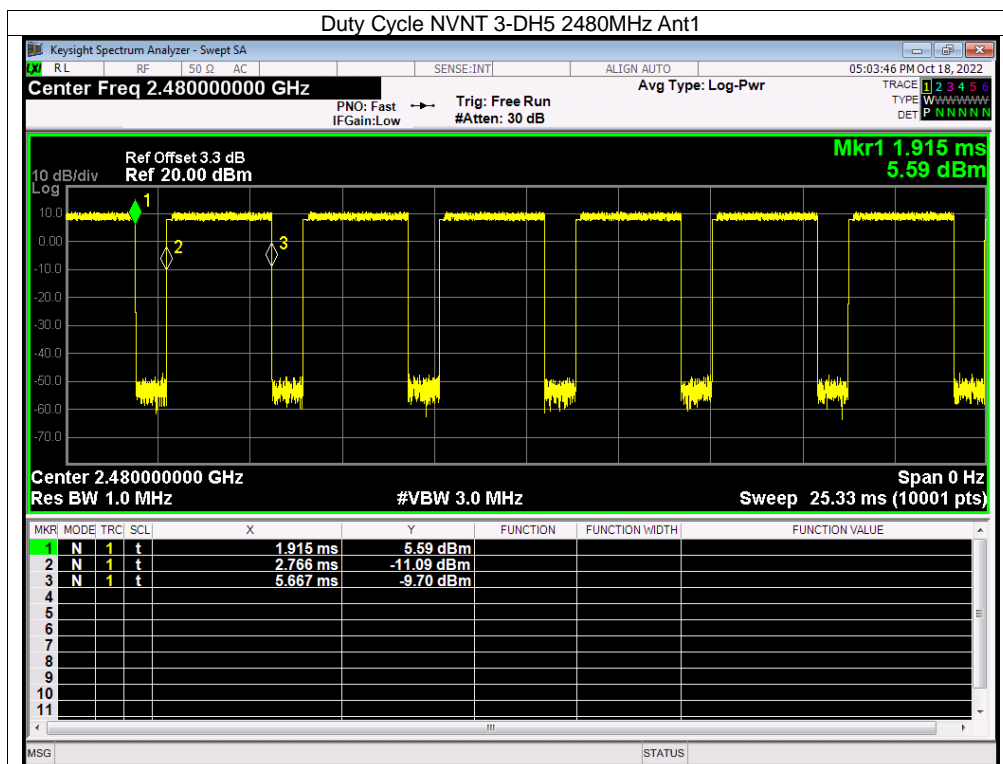 Duty Cycle NVNT 3-DH5 2480MHz Ant1
Keysight Spectrum Analyzer - Swept SA
LXI RL RF 50 Ω AC SENSE:INT ALIGN AUTO 05:03:46 PM Oct 18, 2022
Center Freq 2.480000000 GHz Avg Type: Log-Pwr TRACE 1 2 3 4 5 6
PNO: Fast Trig: Free Run TYPE WWWWWW
IFGain:Low #Atten: 30 dB DET P N N N N N
Mkr1 1.915 ms
5.59 dBm
Ref Offset 3.3 dB
10 dB/div Ref 20.00 dBm
Log
1
10.0
2 3
0.00
-10.0
-20.0
-30.0
-40.0
-50.0
-60.0
-70.0
Center 2.480000000 GHz Span 0 Hz
Res BW 1.0 MHz #VBW 3.0 MHz Sweep 25.33 ms (10001 pts)
MKR MODE TRC SCL X Y FUNCTION FUNCTION WIDTH FUNCTION VALUE
1 N 1 t 1.915 ms 5.59 dBm
2 N 1 t 2.766 ms -11.09 dBm
3 N 1 t 5.667 ms -9.70 dBm
4
5
6
7
8
9
10
11
MSG STATUS